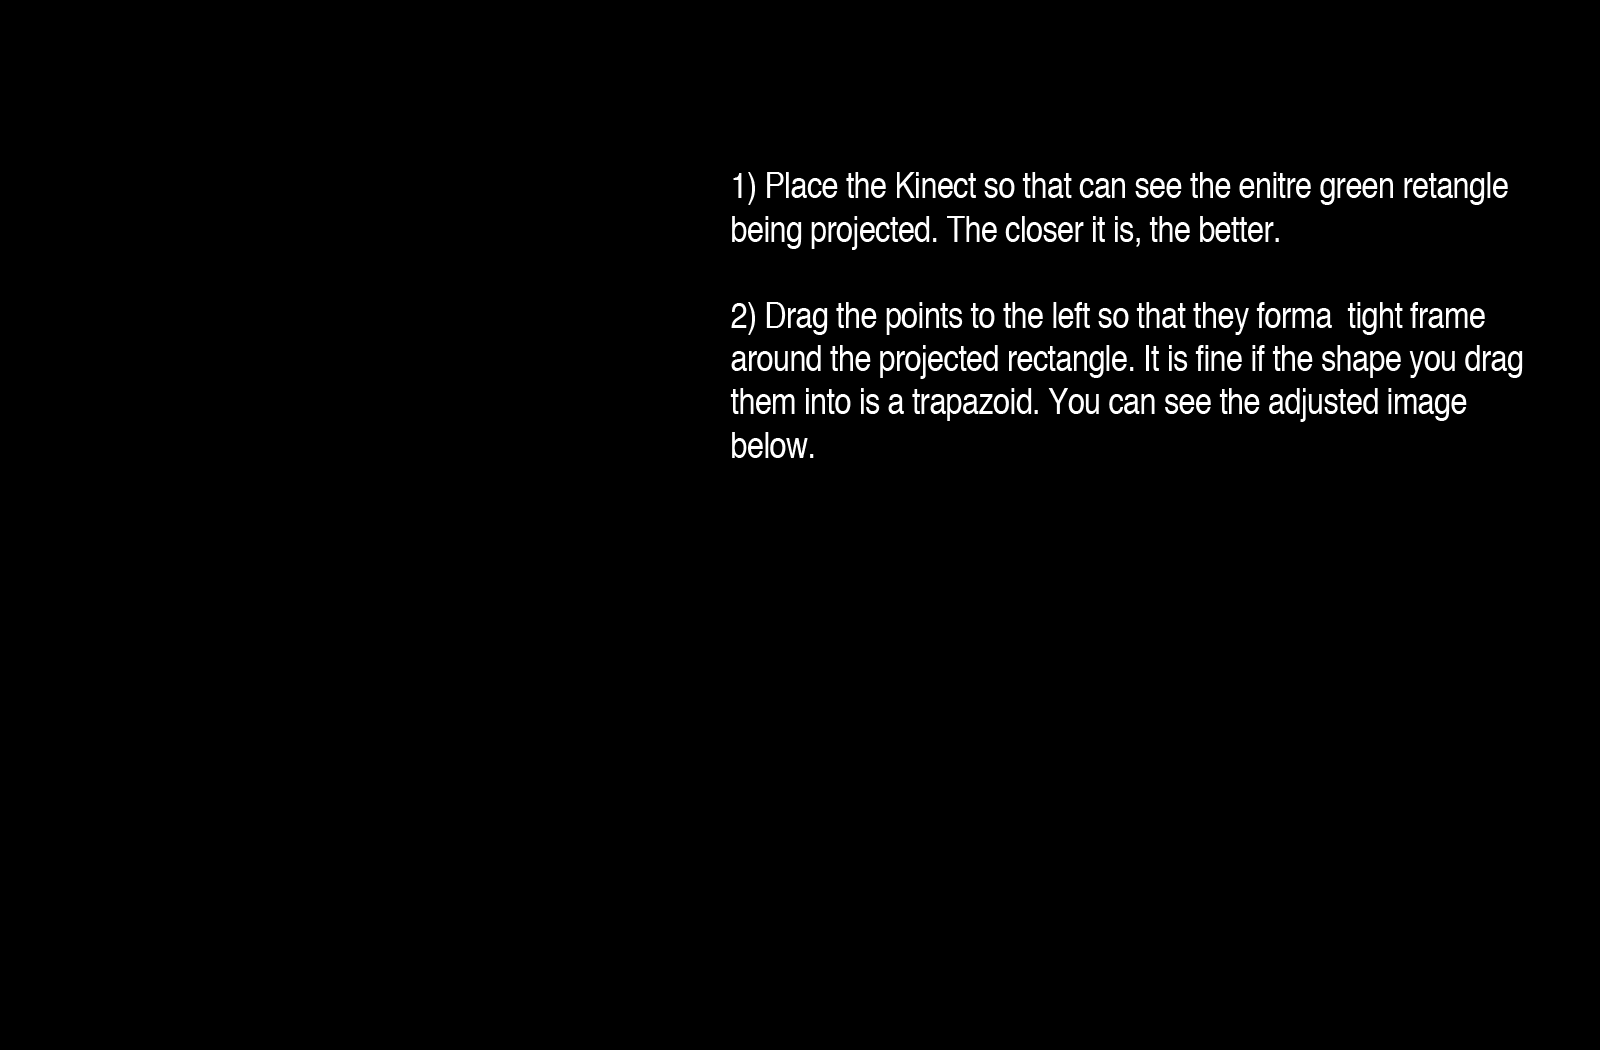 1) Place the Kinect so that can see the enitre green retangle
being projected. The closer it is, the better.
2) Drag the points to the left so that they forma  tight frame
around the projected rectangle. It is fine if the shape you drag
them into is a trapazoid. You can see the adjusted image
below.